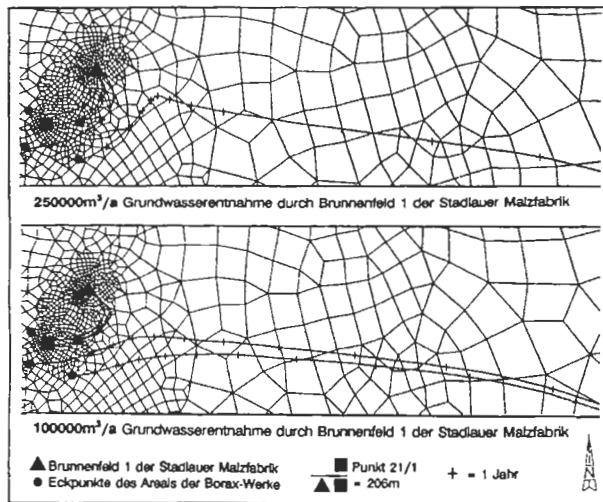 250000m³/a Grundwasserentnahme durch Brunnenfeld 1 der Stadlauer Malzfabrik
100000m³/a Grundwasserentnahme durch Brunnenfeld 1 der Stadlauer Malzfabrik
▲ Brunnenfeld 1 der Stadlauer Malzfabrik
● Eckpunkte des Areals der Borax-Werke
■ Punkt 21/1
▲ ■ = 206m
+ = 1 Jahr
N